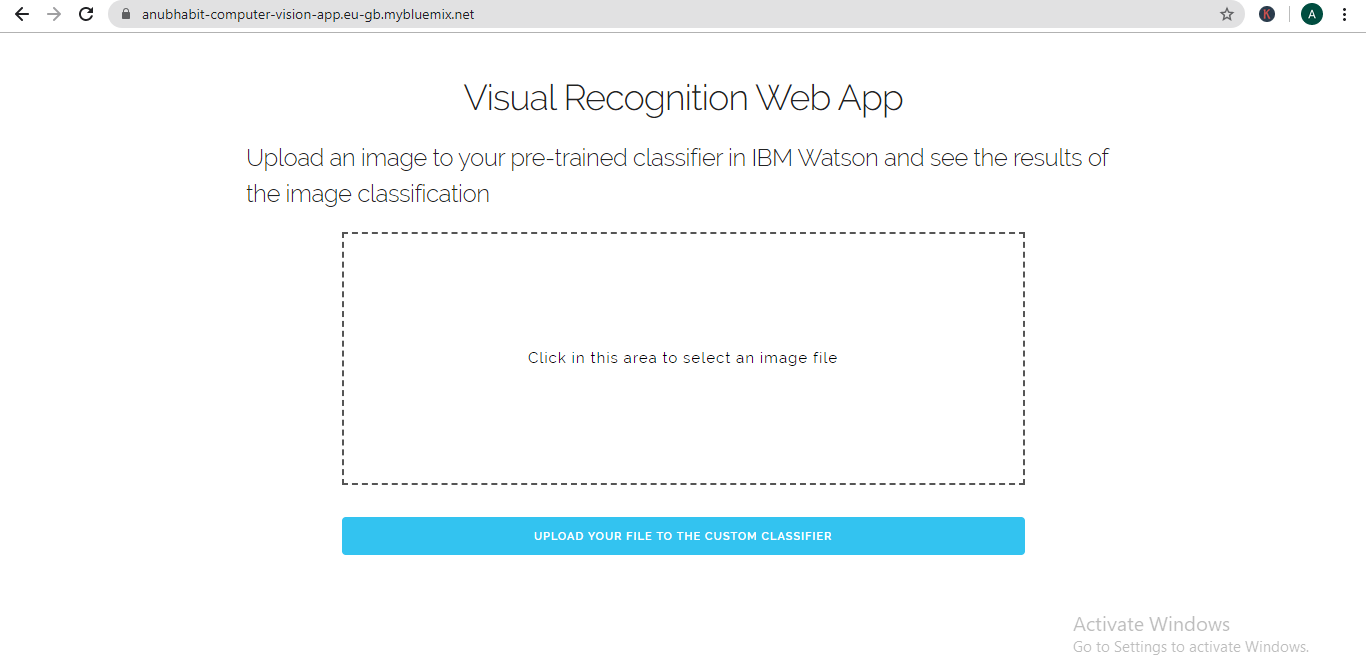 anubhabit-computer-vision-app.eu-gb.mybluemix.net
K
A
Visual Recognition Web App
Upload an image to your pre-trained classifier in IBM Watson and see the results of
the image classification
Click in this area to select an image file
UPLOAD YOUR FILE TO THE CUSTOM CLASSIFIER
Activate Windows
Go to Settings to activate Windows.